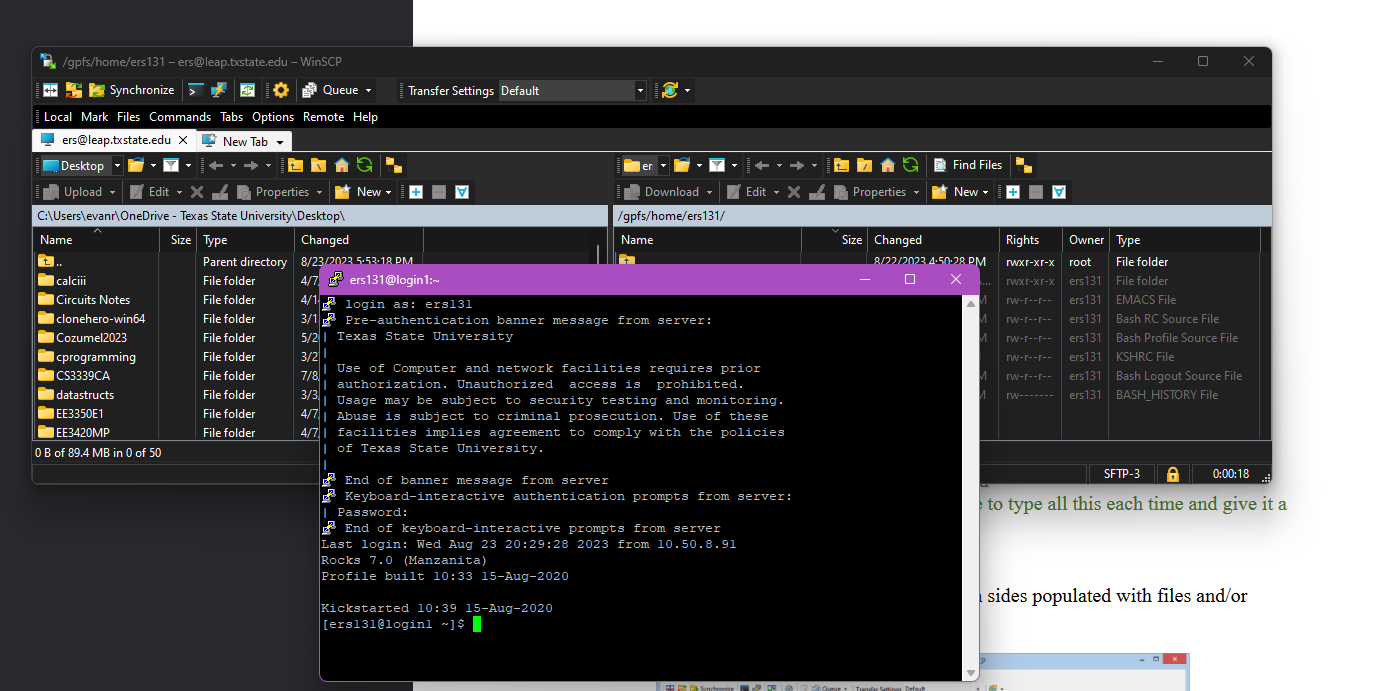 /gpfs/home/ers131 – ers@leap.txstate.edu – WinSCP
Synchronize Queue Transfer Settings Default
Local Mark Files Commands Tabs Options Remote Help
ers@leap.txstate.edu New Tab
Desktop er Find Files
Upload Edit Properties New Download Edit Properties New
C:\Users\evanr\OneDrive - Texas State University\Desktop\ /gpfs/home/ers131/
Name Size Type Changed Name Size Changed Rights Owner Type
.. Parent directory 8/23/2023 5:53:18 PM 8/22/2023 4:50:28 PM rwxr-xr-x root File folder
calciii File folder 4/7, rwxr-xr-x ers131 File folder
Circuits Notes File folder rw-r--r-- ers131 EMACS File
clonehero-win64 File folder rw-r--r-- ers131 Bash RC Source File
Cozumel2023 File folder rw-r--r-- ers131 Bash Profile Source File
cprogramming File folder rw-r--r-- ers131 KSHRC File
CS3339CA File folder 7/8, rw-r--r-- ers131 Bash Logout Source File
datastructs File folder 3/3, rw------- ers131 BASH_HISTORY File
EE3350E1 File folder 4/7,
EE3420MP File folder 4/7,
0 B of 89.4 MB in 0 of 50
SFTP-3 0:00:18
ers131@login1:~
login as: ers131
Pre-authentication banner message from server:
| Texas State University
|
| Use of Computer and network facilities requires prior
| authorization. Unauthorized  access is  prohibited.
| Usage may be subject to security testing and monitoring.
| Abuse is subject to criminal prosecution. Use of these
| facilities implies agreement to comply with the policies
| of Texas State University.
|
End of banner message from server
Keyboard-interactive authentication prompts from server:
| Password:
End of keyboard-interactive prompts from server
Last login: Wed Aug 23 20:29:28 2023 from 10.50.8.91
Rocks 7.0 (Manzanita)
Profile built 10:33 15-Aug-2020
Kickstarted 10:39 15-Aug-2020
[ers131@login1 ~]$
to type all this each time and give it a
sides populated with files and/or
Synchronize Queue Transfer Settings Default